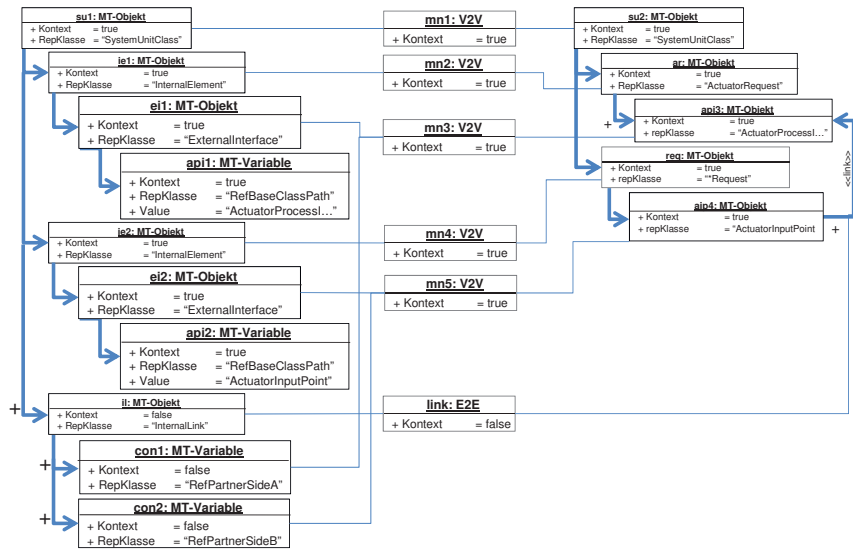 su1: MT-Objekt
+ Kontext = true
+ RepKlasse = “SystemUnitClass”
ie1: MT-Objekt
+ Kontext = true
+ RepKlasse = “InternalElement”
ei1: MT-Objekt
+ Kontext = true
+ RepKlasse = “ExternalInterface”
api1: MT-Variable
+ Kontext = true
+ RepKlasse = “RefBaseClassPath”
+ Value = “ActuatorProcessI…”
ie2: MT-Objekt
+ Kontext = true
+ RepKlasse = “InternalElement”
ei2: MT-Objekt
+ Kontext = true
+ RepKlasse = “ExternalInterface”
api2: MT-Variable
+ Kontext = true
+ RepKlasse = “RefBaseClassPath”
+ Value = “ActuatorInputPoint”
+
il: MT-Objekt
+ Kontext = false
+ RepKlasse = “InternalLink”
+
con1: MT-Variable
+ Kontext = false
+ RepKlasse = “RefPartnerSideA”
+
con2: MT-Variable
+ Kontext = false
+ RepKlasse = “RefPartnerSideB”
mn1: V2V
+ Kontext = true
mn2: V2V
+ Kontext = true
mn3: V2V
+ Kontext = true
mn4: V2V
+ Kontext = true
mn5: V2V
+ Kontext = true
link: E2E
+ Kontext = false
su2: MT-Objekt
+ Kontext = true
+ RepKlasse = “SystemUnitClass”
ar: MT-Objekt
+ Kontext = true
+ RepKlasse = “ActuatorRequest”
+
api3: MT-Objekt
+ Kontext = true
+ repKlasse = “ActuatorProcessI…”
req: MT-Objekt
+ Kontext = true
+ repKlasse = “*Request”
aip4: MT-Objekt
+ Kontext = true
+ repKlasse = “ActuatorInputPoint
+
<<link>>